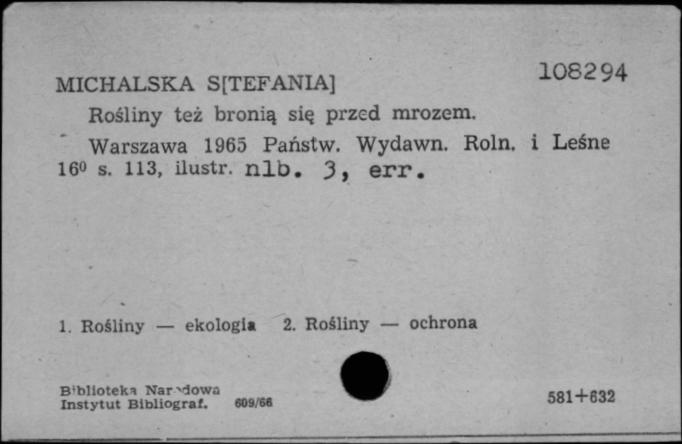 108294
MICHALSKA S[TEFANIA]
Rośliny też bronią się przed mrozem.
Warszawa 1965 Państw. Wydawn. Roln. i Leśne
16⁰ s. 113, ilustr. nlb. 3, err.
1. Rośliny — ekologia 2. Rośliny — ochrona
Biblioteka Narodowa
Instytut Bibliograf. 609/66
581+632